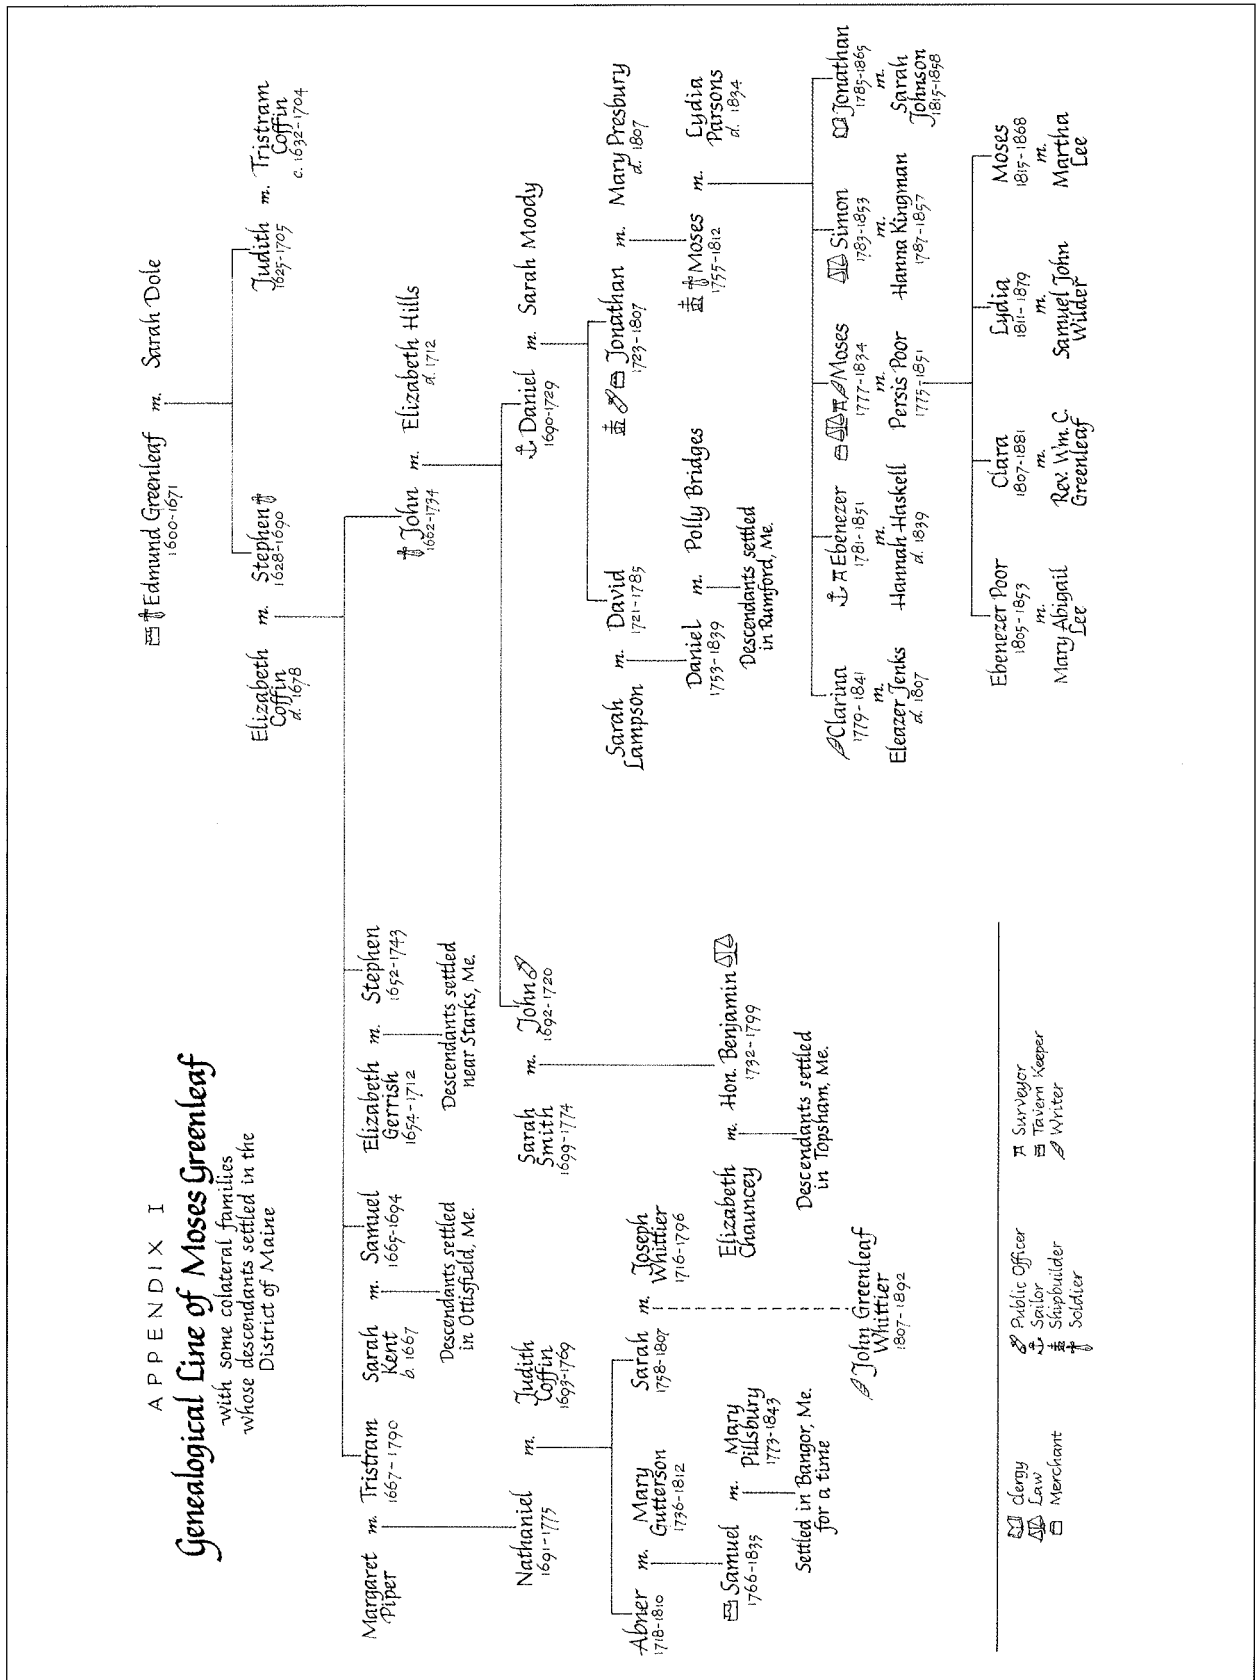 APPENDIX I
Genealogical Line of Moses Greenleaf
with some colateral families
whose descendants settled in the
District of Maine
Edmund Greenleaf m. Sarah Dole
1600-1671
Elizabeth
Coffin
d. 1678
m.
Stephen
1628-1690
Judith
1625-1705
m.
Tristram
Coffin
c. 1632-1704
Margaret
Piper
m.
Tristram
1667-1790
Sarah
Kent
b. 1667
m.
Samuel
1665-1694
Descendants settled
in Ottisfield, Me.
Elizabeth
Gerrish
1654-1712
m.
Stephen
1652-1743
Descendants settled
near Starks, Me.
John
1662-1734
m.
Elizabeth Hills
d. 1712
Nathaniel
1691-1775
m.
Judith
Coffin
1693-1769
Sarah
Smith
1699-1774
m.
John
1692-1720
Daniel
1690-1729
m.
Sarah Moody
Abner
1718-1810
m.
Mary
Gutterson
1736-1812
Sarah
1758-1807
m.
Joseph
Whittier
1716-1796
Sarah
Lampson
m.
David
1721-1785
Jonathan
1723-1807
m.
Mary Presbury
d. 1807
Samuel
1766-1835
m.
Mary
Pillsbury
1773-1843
Settled in Bangor, Me.
for a time
Elizabeth
Chauncey
m.
Hon. Benjamin
1732-1799
Descendants settled
in Topsham, Me.
Daniel
1753-1839
m.
Polly Bridges
Descendants settled
in Rumford, Me.
Moses
1755-1812
m.
Lydia
Parsons
d. 1834
John Greenleaf
Whittier
1807-1892
Clarina
1779-1841
m.
Eleazer Jenks
d. 1807
Ebenezer
1781-1851
m.
Hannah Haskell
d. 1839
Moses
1777-1834
m.
Persis Poor
1775-1851
Simon
1783-1853
m.
Hanna Kingman
1787-1857
Jonathan
1785-1865
m.
Sarah
Johnson
1815-1858
Ebenezer Poor
1805-1853
m.
Mary Abigail
Lee
Clara
1807-1881
m.
Rev. Wm. C.
Greenleaf
Lydia
1811-1879
m.
Samuel John
Wilder
Moses
1815-1868
m.
Martha
Lee
Clergy
Law
Merchant
Public Officer
Sailor
Shipbuilder
Soldier
Surveyor
Tavern Keeper
Writer